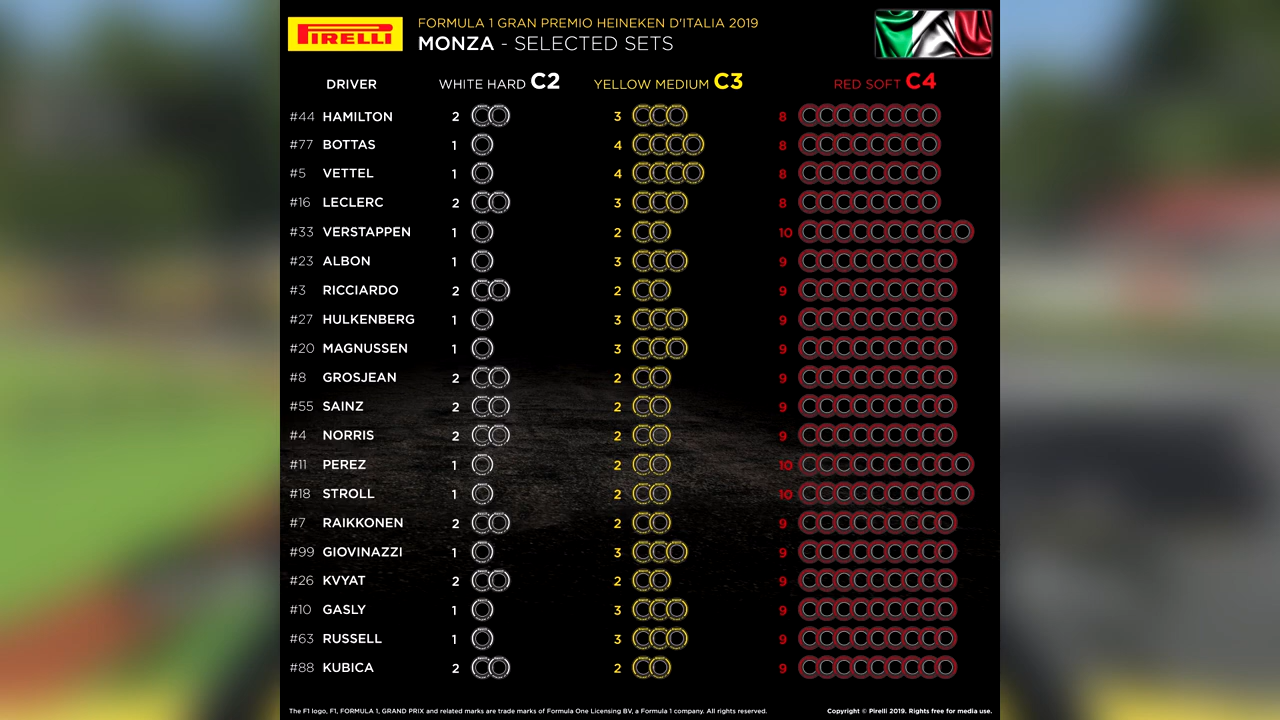 PIRELLI
FORMULA 1 GRAN PREMIO HEINEKEN D'ITALIA 2019
MONZA - SELECTED SETS
DRIVER WHITE HARD C2 YELLOW MEDIUM C3 RED SOFT C4
#44 HAMILTON 2 3 8
#77 BOTTAS 1 4 8
#5 VETTEL 1 4 8
#16 LECLERC 2 3 8
#33 VERSTAPPEN 1 2 10
#23 ALBON 1 3 9
#3 RICCIARDO 2 2 9
#27 HULKENBERG 1 3 9
#20 MAGNUSSEN 1 3 9
#8 GROSJEAN 2 2 9
#55 SAINZ 2 2 9
#4 NORRIS 2 2 9
#11 PEREZ 1 2 10
#18 STROLL 1 2 10
#7 RAIKKONEN 2 2 9
#99 GIOVINAZZI 1 3 9
#26 KVYAT 2 2 9
#10 GASLY 1 3 9
#63 RUSSELL 1 3 9
#88 KUBICA 2 2 9
The F1 logo, F1, FORMULA 1, GRAND PRIX and related marks are trade marks of Formula One Licensing BV, a Formula 1 company. All rights reserved. Copyright © Pirelli 2019. Rights free for media use.